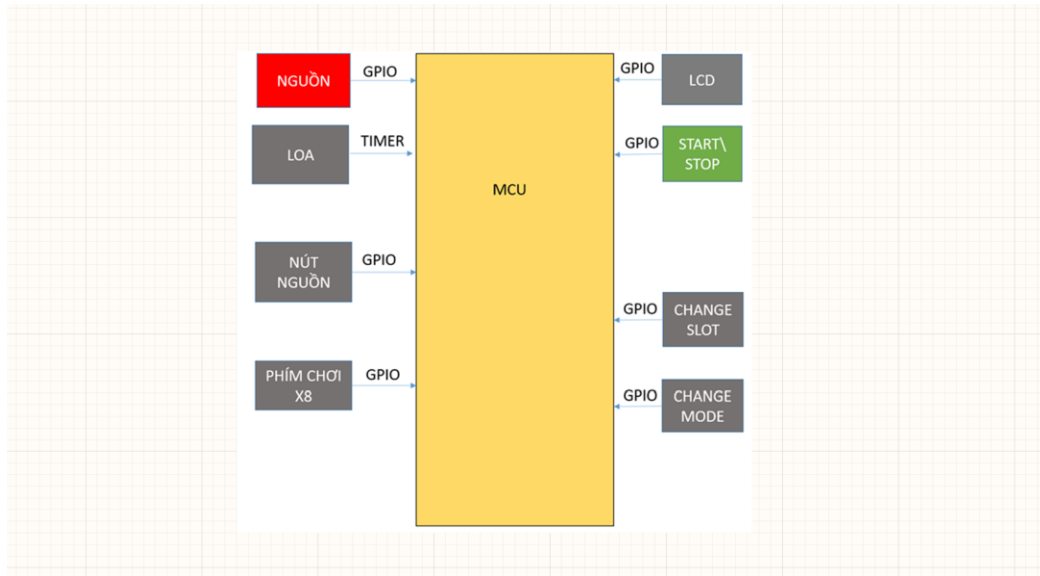 NGUỒN
GPIO
LOA
TIMER
NÚT
NGUỒN
GPIO
PHÍM CHƠI
X8
GPIO
MCU
GPIO
LCD
GPIO
START\
STOP
GPIO
CHANGE
SLOT
GPIO
CHANGE
MODE